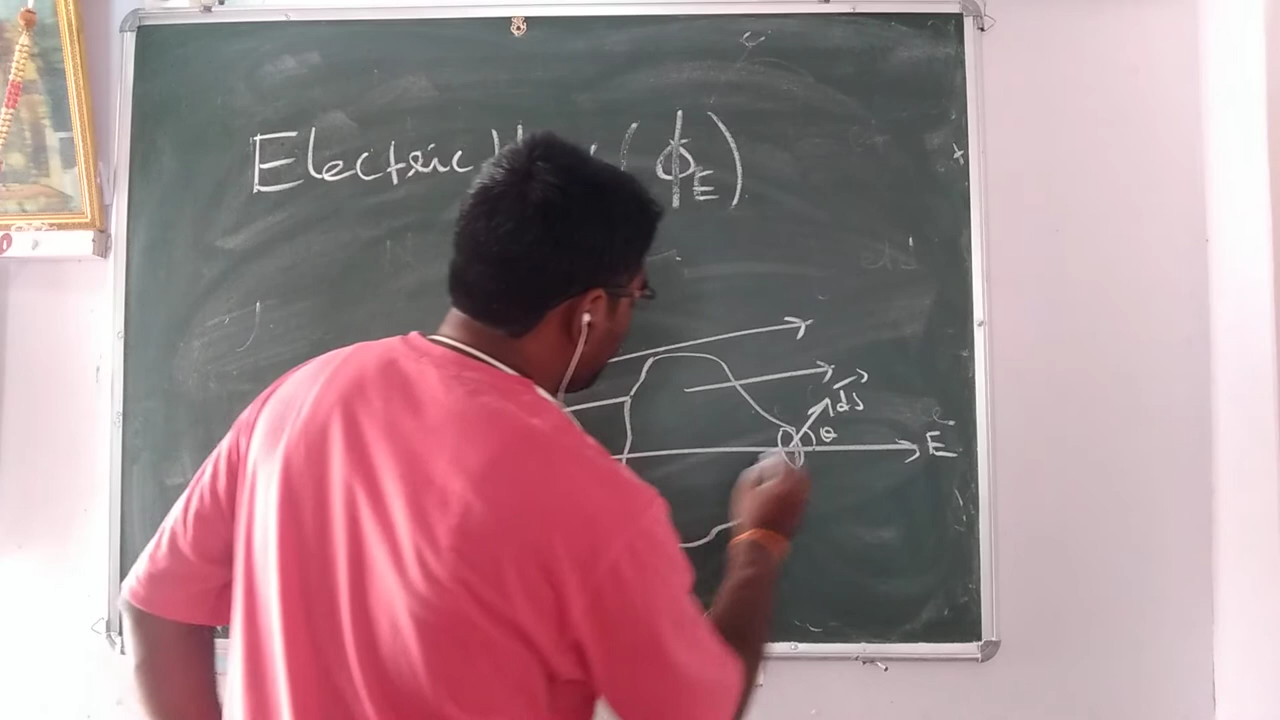 Electric (ϕE)
ds
θ
E